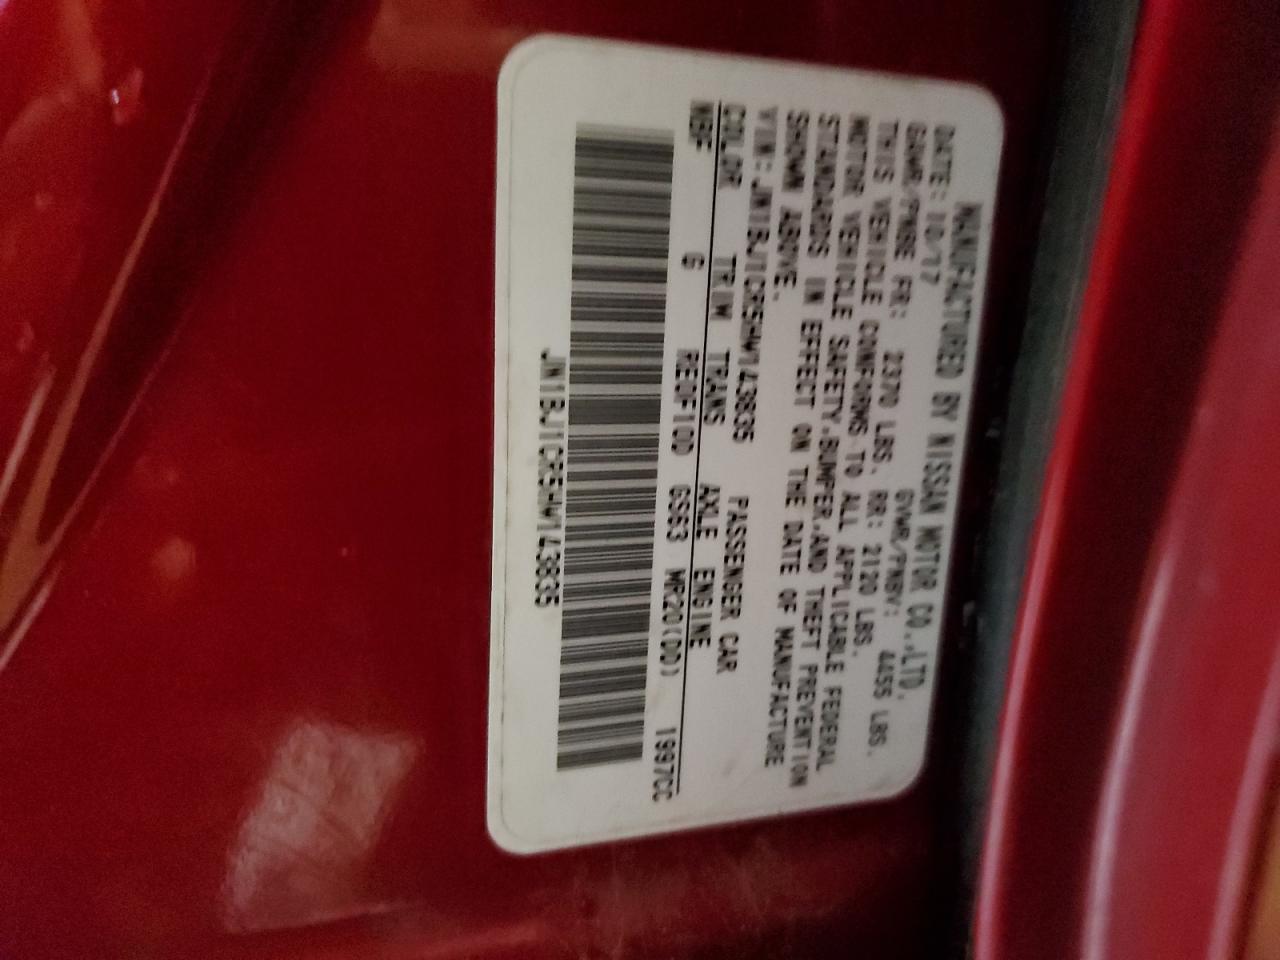 MANUFACTURED BY NISSAN MOTOR CO.,LTD.
DATE: 10/17 GVWR/PNBV: 4455 LBS.
GAWR/PNBE FR: 2370 LBS. RR: 2120 LBS.
THIS VEHICLE CONFORMS TO ALL APPLICABLE FEDERAL
MOTOR VEHICLE SAFETY,BUMPER,AND THEFT PREVENTION
STANDARDS IN EFFECT ON THE DATE OF MANUFACTURE
SHOWN ABOVE.
VIN: JN1BJ1CR5HW143835 PASSENGER CAR
COLOR TRIM TRANS AXLE ENGINE
NBF G RE0F10D GS63 MR20(DD) 1997CC
JN1BJ1CR5HW143835